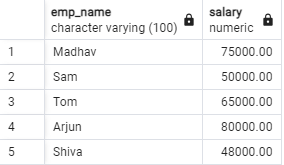 emp_name salary
character varying (100) numeric
1 Madhav 75000.00
2 Sam 50000.00
3 Tom 65000.00
4 Arjun 80000.00
5 Shiva 48000.00